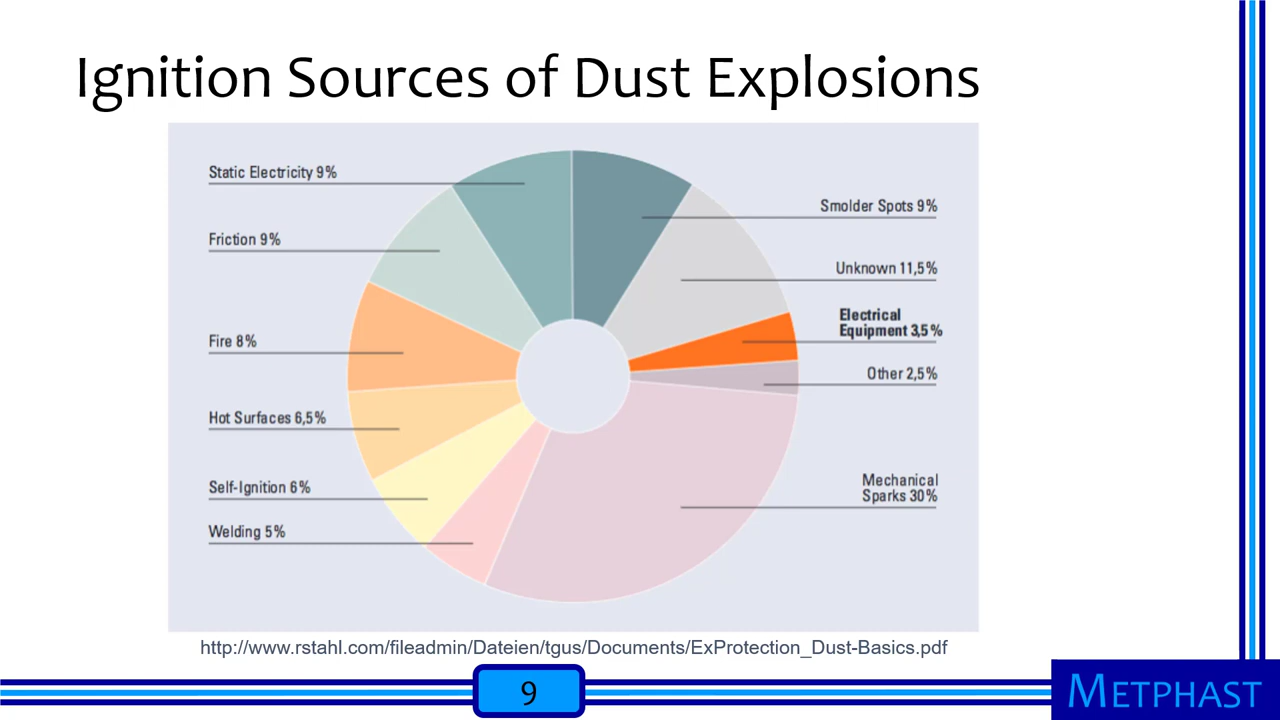 Ignition Sources of Dust Explosions
Static Electricity 9%
Friction 9%
Fire 8%
Hot Surfaces 6,5%
Self-Ignition 6%
Welding 5%
Smolder Spots 9%
Unknown 11,5%
Electrical
Equipment 3,5%
Other 2,5%
Mechanical
Sparks 30%
http://www.rstahl.com/fileadmin/Dateien/tgus/Documents/ExProtection_Dust-Basics.pdf
9
METPHAST